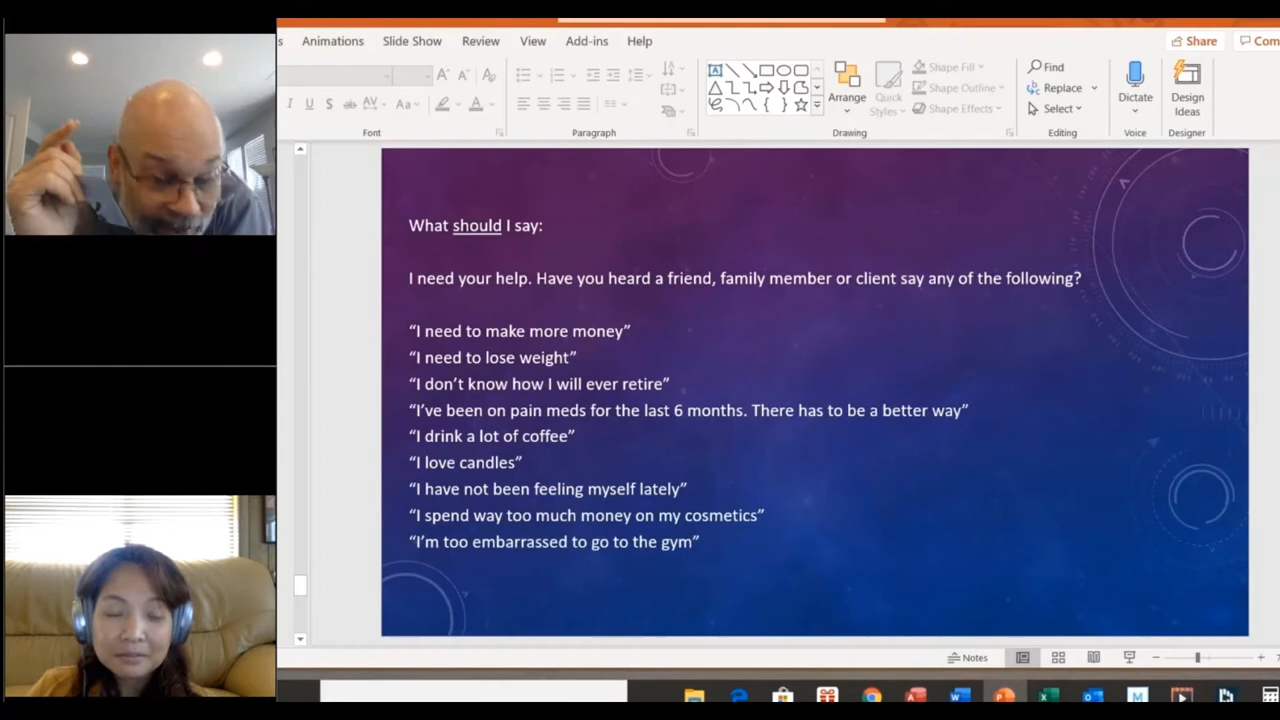 Animations Slide Show Review View Add-ins Help
Share
Find
Replace
Select
Shape Fill
Shape Outline
Shape Effects
Arrange
Quick
Styles
Dictate
Design
Ideas
Font
Paragraph
Drawing
Editing
Voice
Designer
What should I say:
I need your help. Have you heard a friend, family member or client say any of the following?
“I need to make more money”
“I need to lose weight”
“I don’t know how I will ever retire”
“I’ve been on pain meds for the last 6 months. There has to be a better way”
“I drink a lot of coffee”
“I love candles”
“I have not been feeling myself lately”
“I spend way too much money on my cosmetics”
“I’m too embarrassed to go to the gym”
Notes